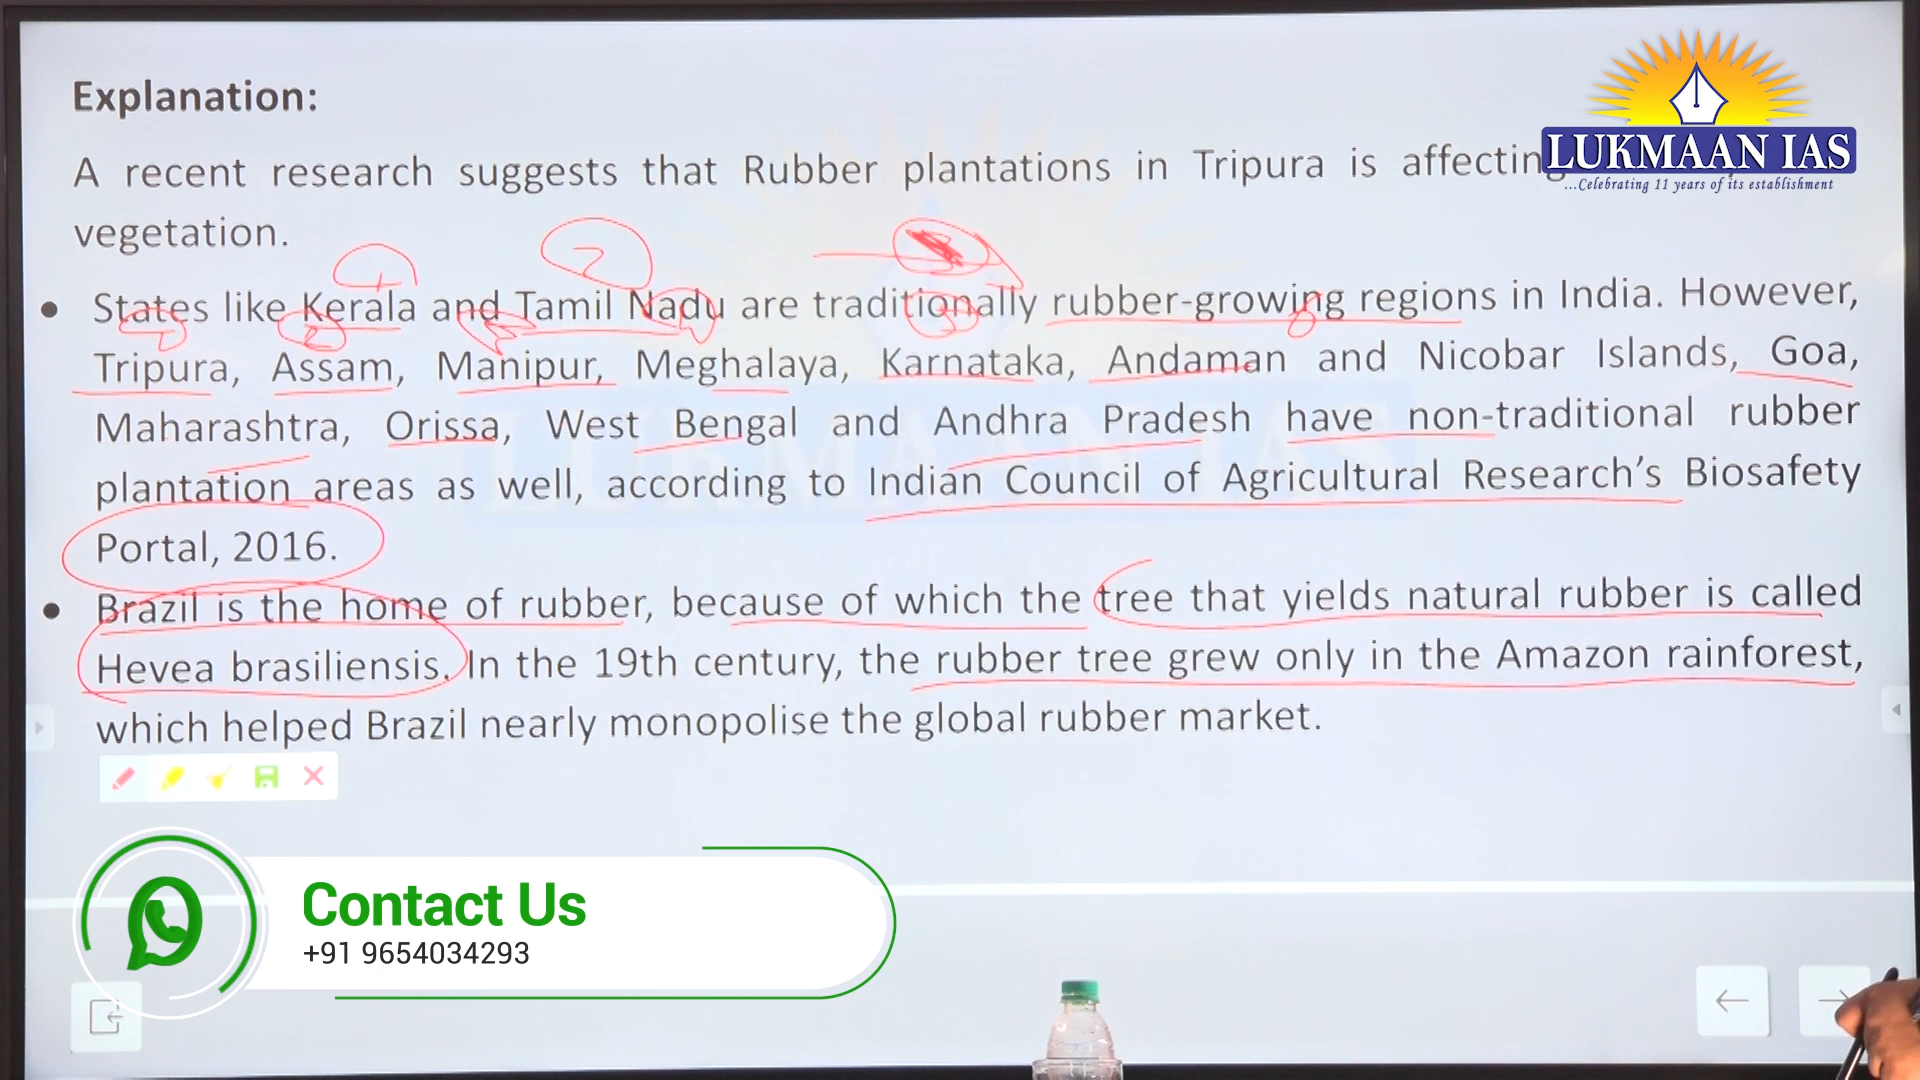 Explanation:
LUKMAAN IAS
...Celebrating 11 years of its establishment
A recent research suggests that Rubber plantations in Tripura is affecting
vegetation.
1 2
• States like Kerala and Tamil Nadu are traditionally rubber-growing regions in India. However,
Tripura, Assam, Manipur, Meghalaya, Karnataka, Andaman and Nicobar Islands, Goa,
Maharashtra, Orissa, West Bengal and Andhra Pradesh have non-traditional rubber
plantation areas as well, according to Indian Council of Agricultural Research’s Biosafety
Portal, 2016.
• Brazil is the home of rubber, because of which the tree that yields natural rubber is called
Hevea brasiliensis. In the 19th century, the rubber tree grew only in the Amazon rainforest,
which helped Brazil nearly monopolise the global rubber market.
Contact Us
+91 9654034293